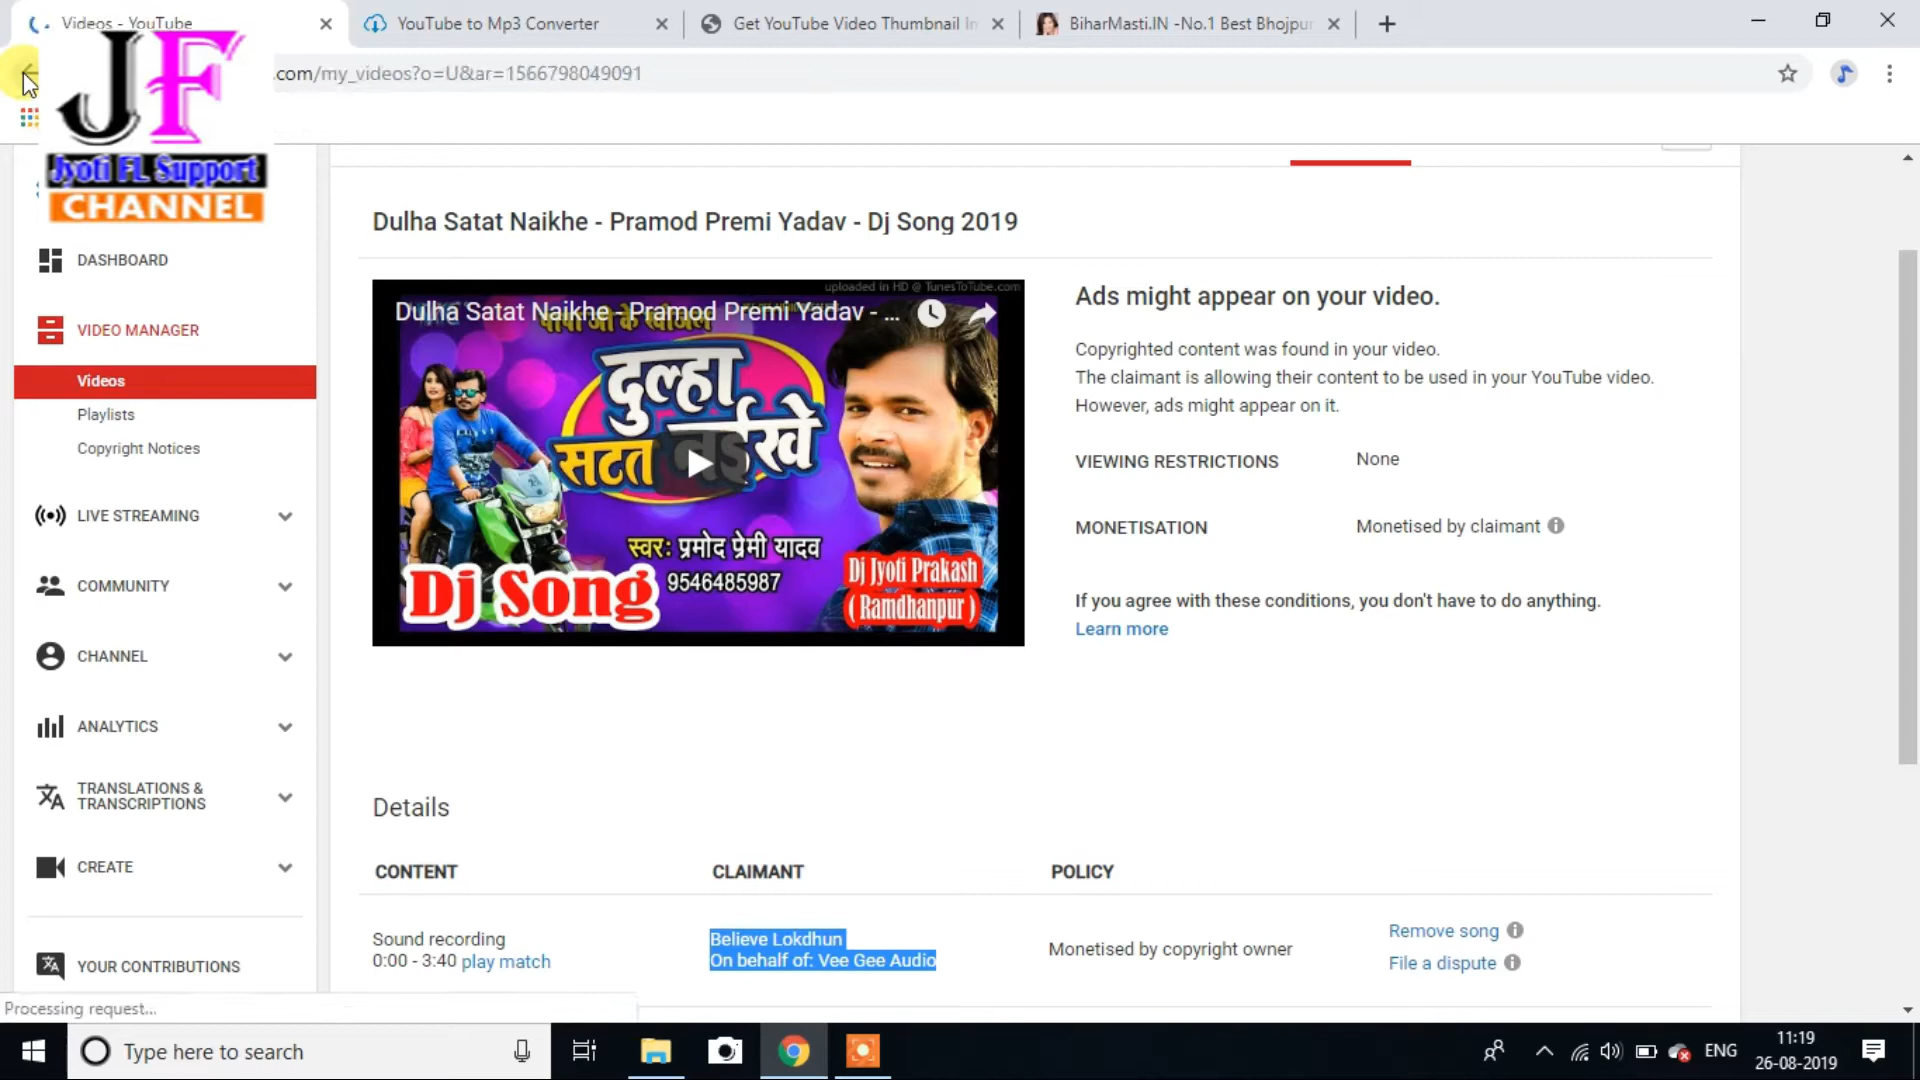 Videos - YouTube
YouTube to Mp3 Converter
Get YouTube Video Thumbnail In
BiharMasti.IN -No.1 Best Bhojpur
.com/my_videos?o=U&ar=1566798049091
JF
Jyoti FL Support
CHANNEL
DASHBOARD
VIDEO MANAGER
Videos
Playlists
Copyright Notices
LIVE STREAMING
COMMUNITY
CHANNEL
ANALYTICS
TRANSLATIONS &
TRANSCRIPTIONS
CREATE
YOUR CONTRIBUTIONS
Dulha Satat Naikhe - Pramod Premi Yadav - Dj Song 2019
uploaded in HD @ TunesToTube.com
Dulha Satat Naikhe - Pramod Premi Yadav - ...
दुल्हा
सटत नईखे
स्वर: प्रमोद प्रेमी यादव
9546485987
Dj Song
Dj Jyoti Prakash
( Ramdhanpur )
Ads might appear on your video.
Copyrighted content was found in your video.
The claimant is allowing their content to be used in your YouTube video.
However, ads might appear on it.
VIEWING RESTRICTIONS None
MONETISATION Monetised by claimant
If you agree with these conditions, you don't have to do anything.
Learn more
Details
CONTENT CLAIMANT POLICY
Sound recording
0:00 - 3:40 play match
Believe Lokdhun
On behalf of: Vee Gee Audio
Monetised by copyright owner
Remove song
File a dispute
Processing request...
Type here to search
ENG
11:19
26-08-2019